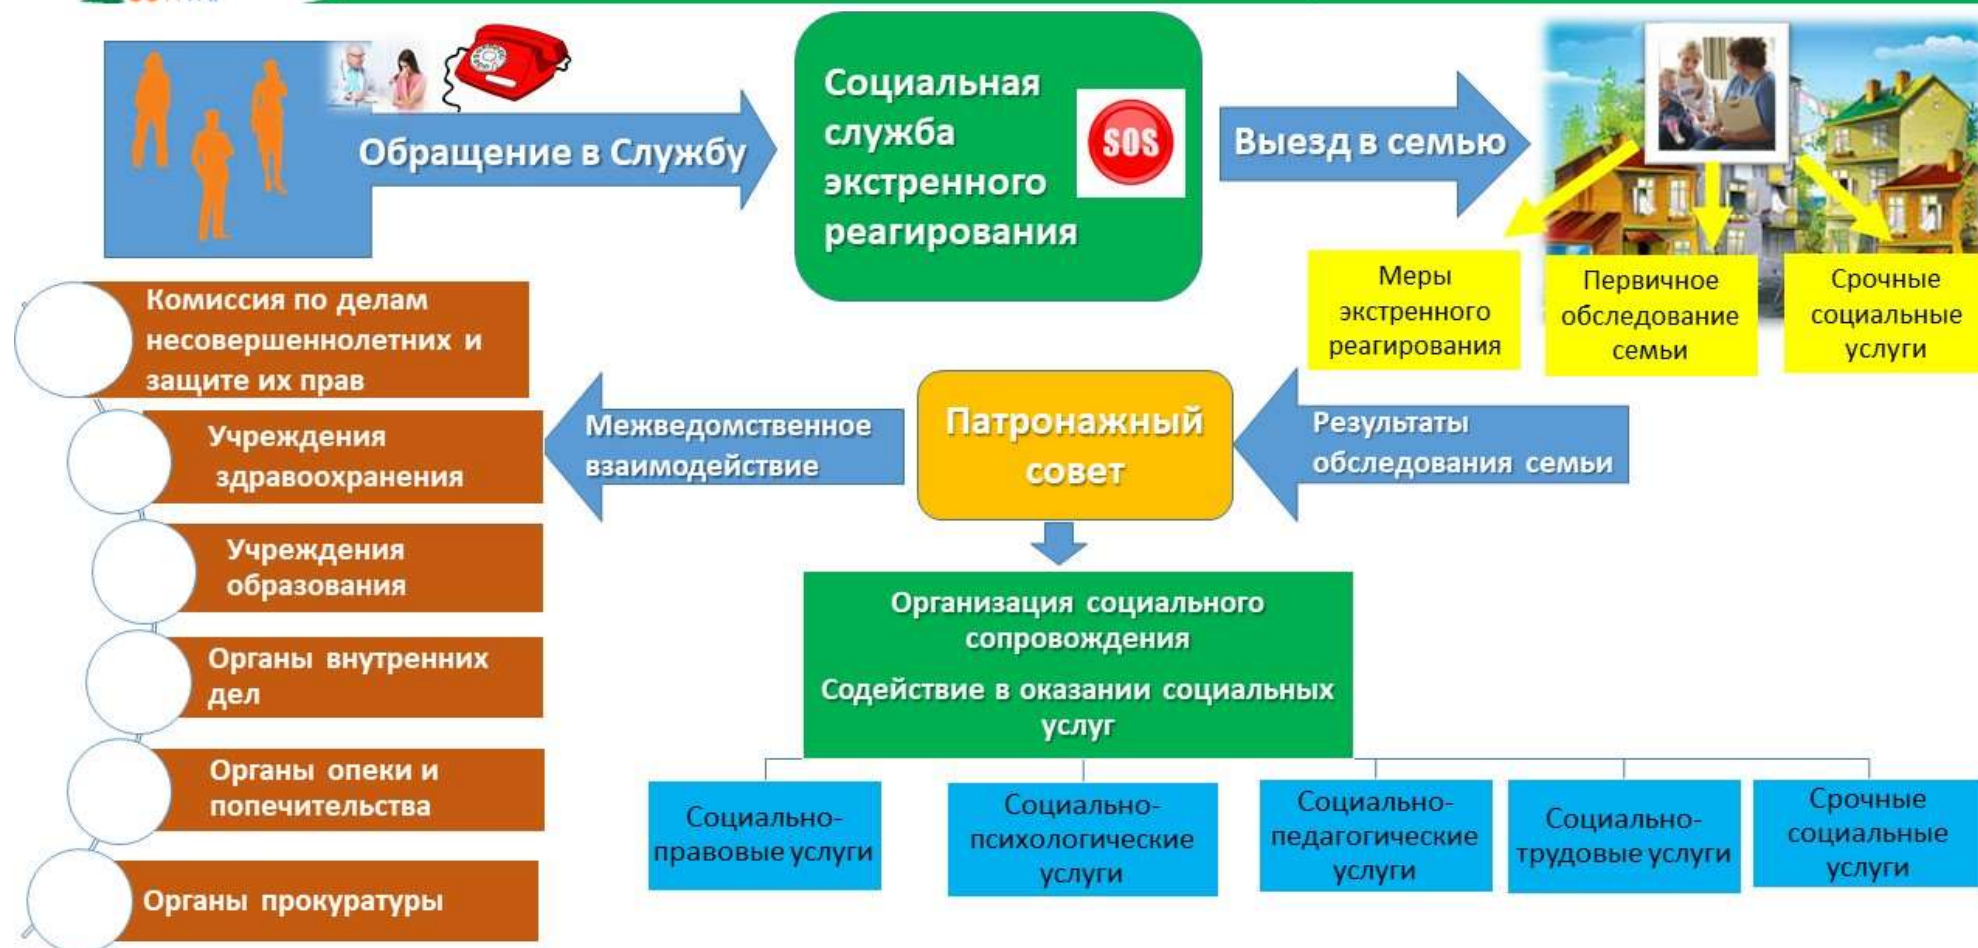 Обращение в Службу
Социальная
служба
экстренного
реагирования
SOS
Выезд в семью
Меры
экстренного
реагирования
Первичное
обследование
семьи
Срочные
социальные
услуги
Результаты
обследования семьи
Патронажный
совет
Межведомственное
взаимодействие
Комиссия по делам
несовершеннолетних и
защите их прав
Учреждения
здравоохранения
Учреждения
образования
Органы внутренних
дел
Органы опеки и
попечительства
Органы прокуратуры
Организация социального
сопровождения
Содействие в оказании социальных
услуг
Социально-
правовые услуги
Социально-
психологические
услуги
Социально-
педагогические
услуги
Социально-
трудовые услуги
Срочные
социальные
услуги